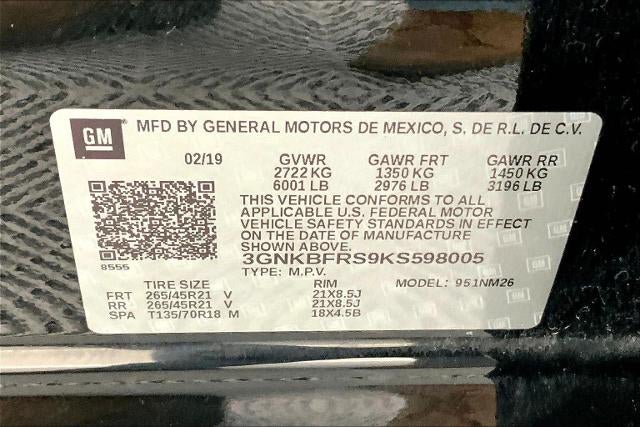 GM MFD BY GENERAL MOTORS DE MEXICO, S. DE R.L. DE C.V.
02/19 GVWR GAWR FRT GAWR RR
2722 KG 1350 KG 1450 KG
6001 LB 2976 LB 3196 LB
THIS VEHICLE CONFORMS TO ALL
APPLICABLE U.S. FEDERAL MOTOR
VEHICLE SAFETY STANDARDS IN EFFECT
ON THE DATE OF MANUFACTURE
SHOWN ABOVE.
3GNKBFRS9KS598005
8555 TYPE: M.P.V. MODEL: 951NM26
TIRE SIZE RIM
FRT 265/45R21 V 21X8.5J
RR 265/45R21 V 21X8.5J
SPA T135/70R18 M 18X4.5B